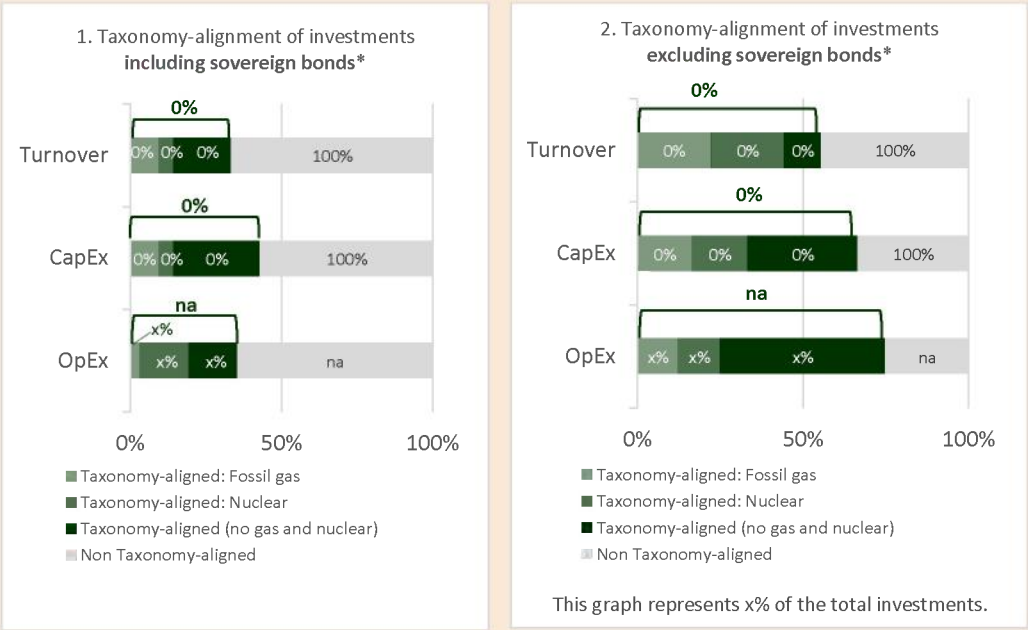 1. Taxonomy-alignment of investments
including sovereign bonds*
0%
Turnover
0% 0% 0% 100%
0%
CapEx
0% 0% 0% 100%
na
x%
OpEx
x% x% na
0% 50% 100%
Taxonomy-aligned: Fossil gas
Taxonomy-aligned: Nuclear
Taxonomy-aligned (no gas and nuclear)
Non Taxonomy-aligned
2. Taxonomy-alignment of investments
excluding sovereign bonds*
0%
Turnover
0% 0% 0% 100%
0%
CapEx
0% 0% 0% 100%
na
OpEx
x% x% x% na
0% 50% 100%
Taxonomy-aligned: Fossil gas
Taxonomy-aligned: Nuclear
Taxonomy-aligned (no gas and nuclear)
Non Taxonomy-aligned
This graph represents x% of the total investments.